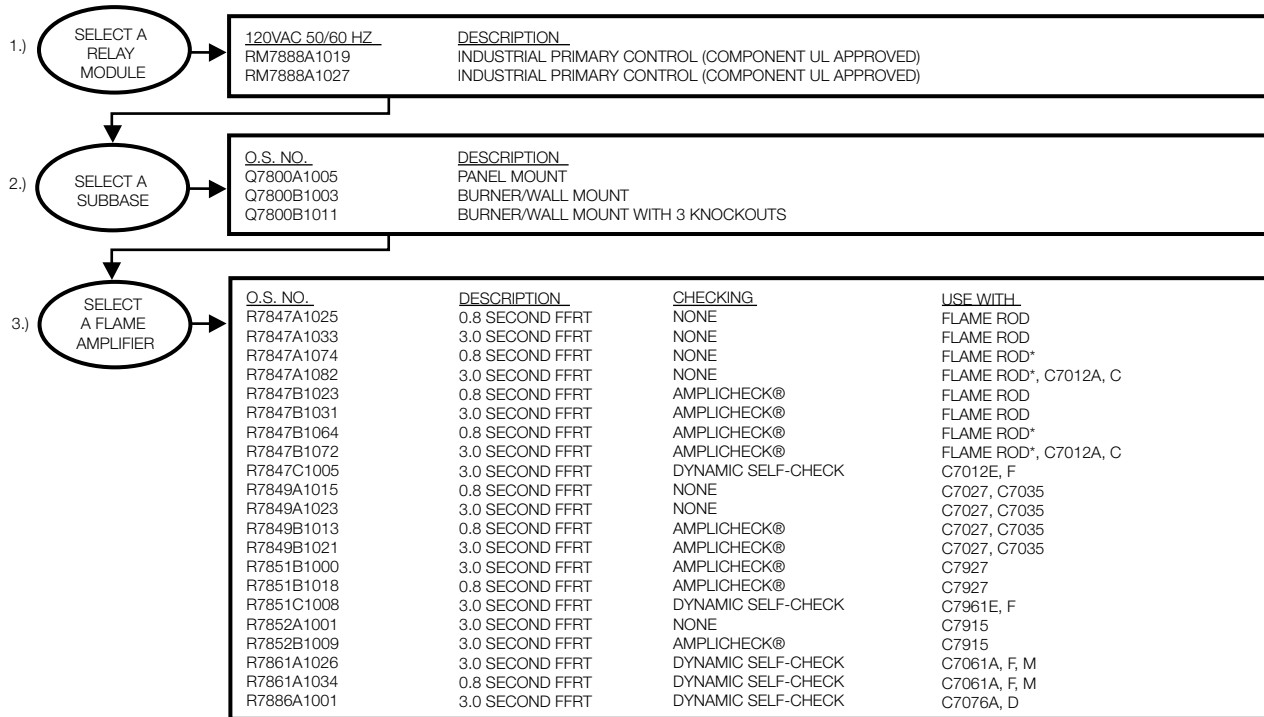 1.)
SELECT A
RELAY
MODULE
120VAC 50/60 HZ DESCRIPTION
RM7888A1019 INDUSTRIAL PRIMARY CONTROL (COMPONENT UL APPROVED)
RM7888A1027 INDUSTRIAL PRIMARY CONTROL (COMPONENT UL APPROVED)
2.)
SELECT A
SUBBASE
O.S. NO. DESCRIPTION
Q7800A1005 PANEL MOUNT
Q7800B1003 BURNER/WALL MOUNT
Q7800B1011 BURNER/WALL MOUNT WITH 3 KNOCKOUTS
3.)
SELECT
A FLAME
AMPLIFIER
O.S. NO. DESCRIPTION CHECKING USE WITH
R7847A1025 0.8 SECOND FFRT NONE FLAME ROD
R7847A1033 3.0 SECOND FFRT NONE FLAME ROD
R7847A1074 0.8 SECOND FFRT NONE FLAME ROD*
R7847A1082 3.0 SECOND FFRT NONE FLAME ROD*, C7012A, C
R7847B1023 0.8 SECOND FFRT AMPLICHECK® FLAME ROD
R7847B1031 3.0 SECOND FFRT AMPLICHECK® FLAME ROD
R7847B1064 0.8 SECOND FFRT AMPLICHECK® FLAME ROD*
R7847B1072 3.0 SECOND FFRT AMPLICHECK® FLAME ROD*, C7012A, C
R7847C1005 3.0 SECOND FFRT DYNAMIC SELF-CHECK C7012E, F
R7849A1015 0.8 SECOND FFRT NONE C7027, C7035
R7849A1023 3.0 SECOND FFRT NONE C7027, C7035
R7849B1013 0.8 SECOND FFRT AMPLICHECK® C7027, C7035
R7849B1021 3.0 SECOND FFRT AMPLICHECK® C7027, C7035
R7851B1000 3.0 SECOND FFRT AMPLICHECK® C7927
R7851B1018 0.8 SECOND FFRT AMPLICHECK® C7927
R7851C1008 3.0 SECOND FFRT DYNAMIC SELF-CHECK C7961E, F
R7852A1001 3.0 SECOND FFRT NONE C7915
R7852B1009 3.0 SECOND FFRT AMPLICHECK® C7915
R7861A1026 3.0 SECOND FFRT DYNAMIC SELF-CHECK C7061A, F, M
R7861A1034 0.8 SECOND FFRT DYNAMIC SELF-CHECK C7061A, F, M
R7886A1001 3.0 SECOND FFRT DYNAMIC SELF-CHECK C7076A, D